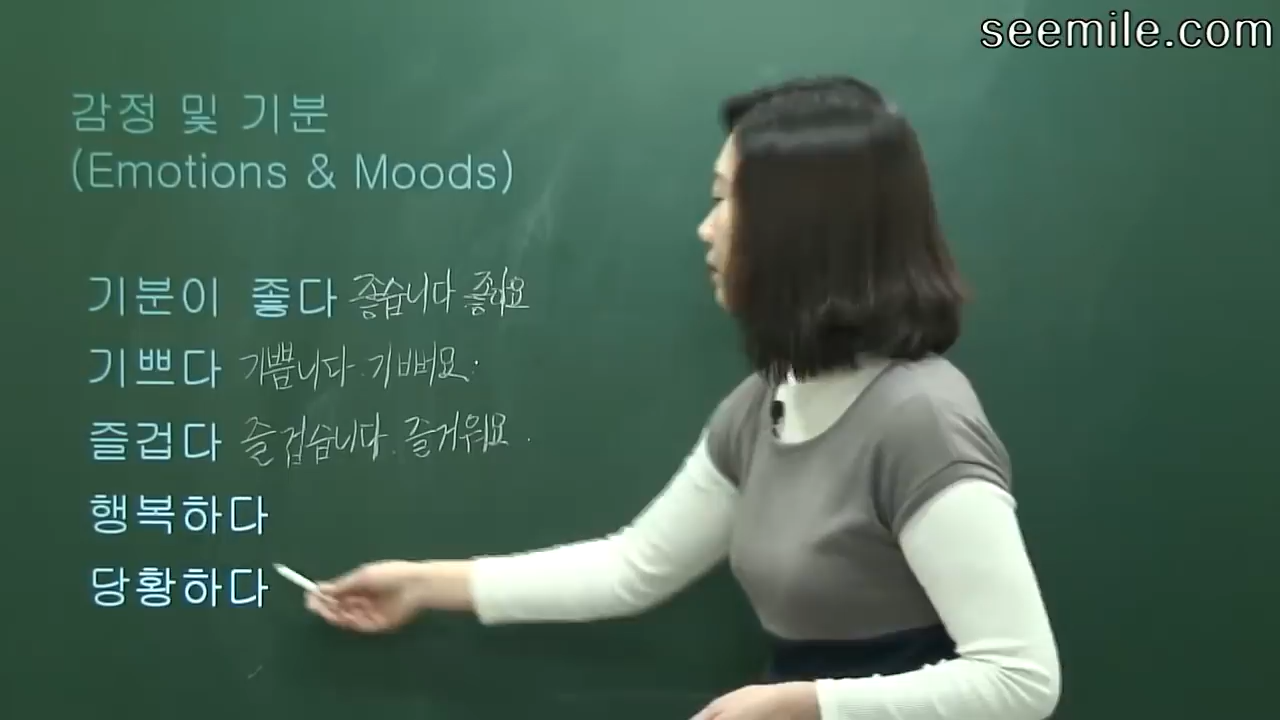 seemile.com
감정 및 기분
(Emotions & Moods)
기분이 좋다 좋습니다 좋아요
기쁘다 기쁩니다. 기뻐요.
즐겁다 즐겁습니다. 즐거워요.
행복하다
당황하다